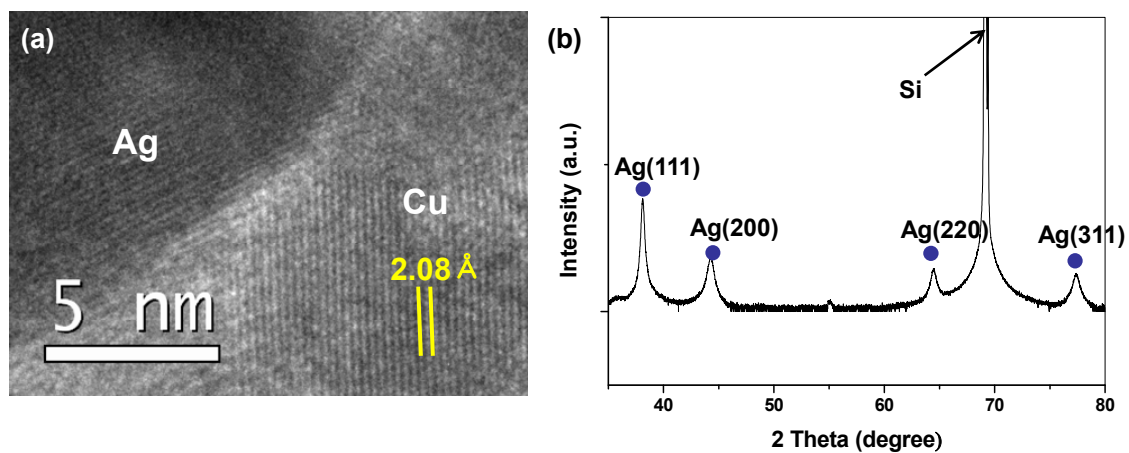 (a)
Ag
Cu
2.08 Å
5 nm
(b)
Intensity (a.u.)
Si
Ag(111)
Ag(200)
Ag(220)
Ag(311)
40 50 60 70 80
2 Theta (degree)